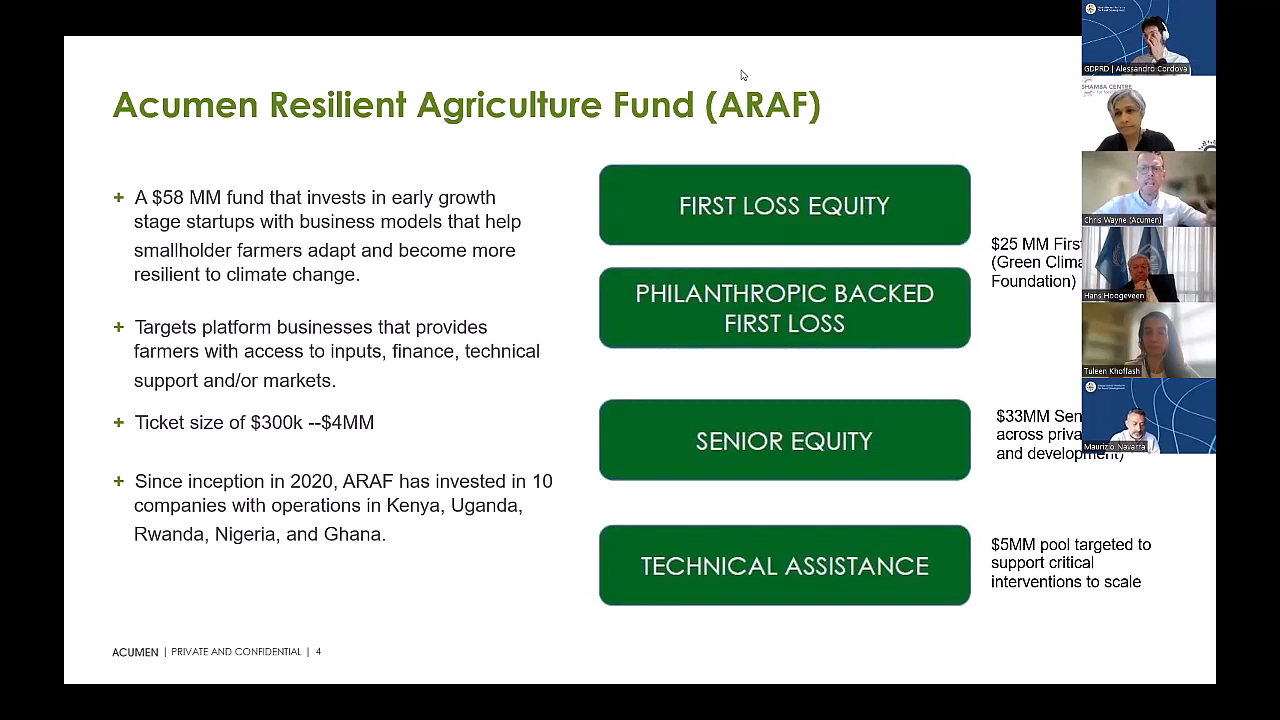 Acumen Resilient Agriculture Fund (ARAF)
+ A $58 MM fund that invests in early growth
stage startups with business models that help
smallholder farmers adapt and become more
resilient to climate change.
+ Targets platform businesses that provides
farmers with access to inputs, finance, technical
support and/or markets.
+ Ticket size of $300k --$4MM
+ Since inception in 2020, ARAF has invested in 10
companies with operations in Kenya, Uganda,
Rwanda, Nigeria, and Ghana.
FIRST LOSS EQUITY
PHILANTHROPIC BACKED
FIRST LOSS
SENIOR EQUITY
TECHNICAL ASSISTANCE
$25 MM
(Green
Foundation)
$33MM
across
and development)
$5MM pool targeted to
support critical
interventions to scale
ACUMEN | PRIVATE AND CONFIDENTIAL | 4
GDPRD | Alessandro Cordova
SHAMBA CENTRE
Chris Wayne (Acumen)
Hans Hoogeveen
Tuleen Khoffash
Maurizio Navarra